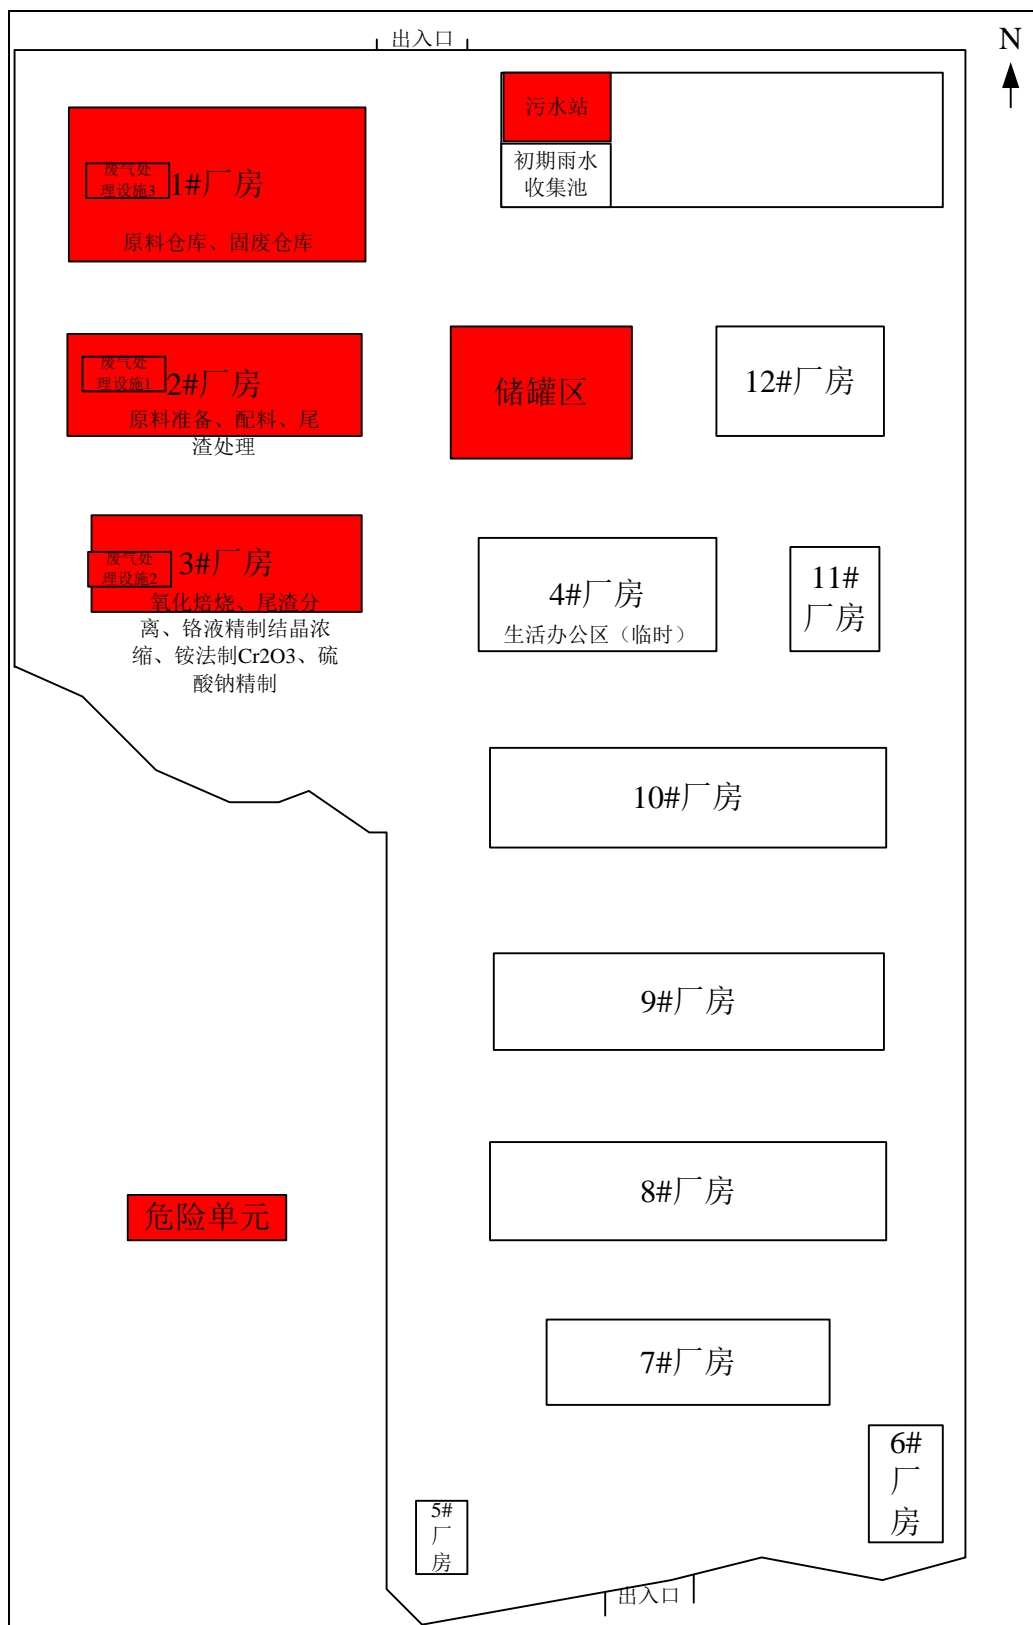 出入口
N
污水站
初期雨水
收集池
废气处
理设施3
1#厂房
原料仓库、固废仓库
废气处
理设施1
2#厂房
原料准备、配料、尾
渣处理
储罐区
12#厂房
废气处
理设施2
3#厂房
氧化焙烧、尾渣分
离、铬液精制结晶浓
缩、铵法制Cr2O3、硫
酸钠精制
4#厂房
生活办公区（临时）
11#
厂房
10#厂房
9#厂房
8#厂房
危险单元
7#厂房
6#
厂
房
5#
厂
房
出入口